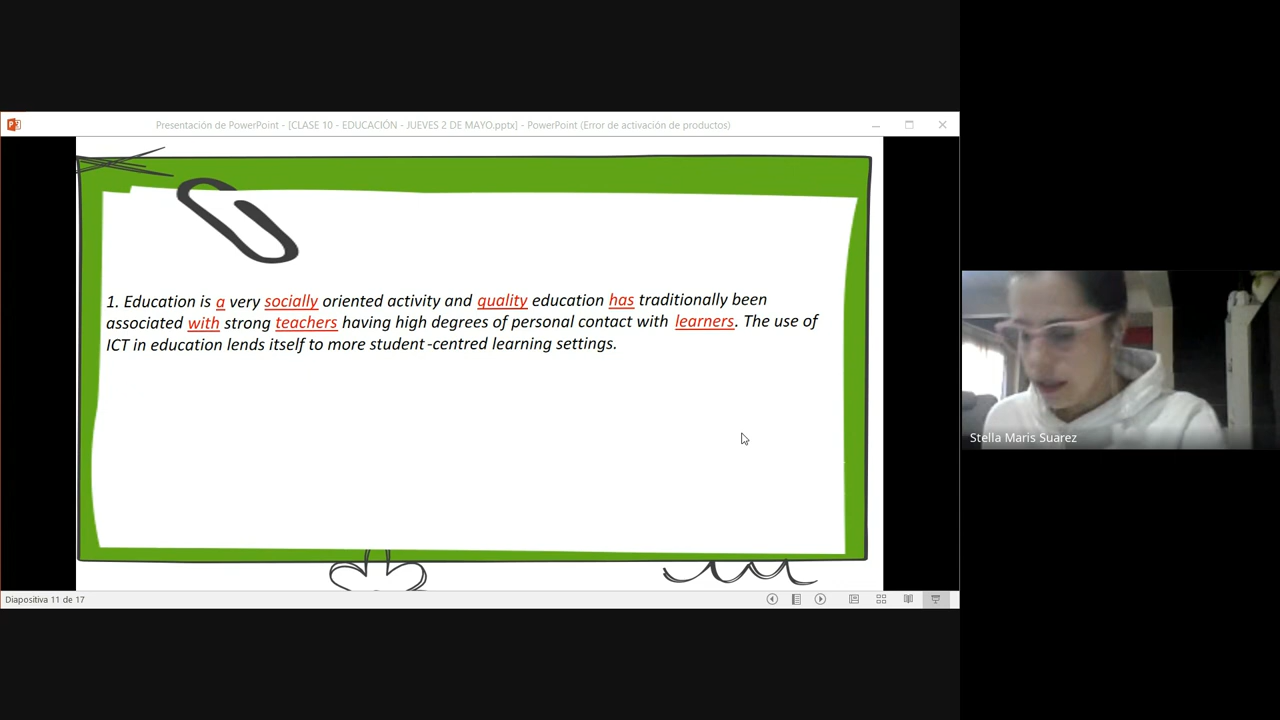 Presentación de PowerPoint - [CLASE 10 - EDUCACIÓN - JUEVES 2 DE MAYO.pptx] - PowerPoint (Error de activación de productos)
1. Education is a very socially oriented activity and quality education has traditionally been
associated with strong teachers having high degrees of personal contact with learners. The use of
ICT in education lends itself to more student-centred learning settings.
Stella Maris Suarez
Diapositiva 11 de 17